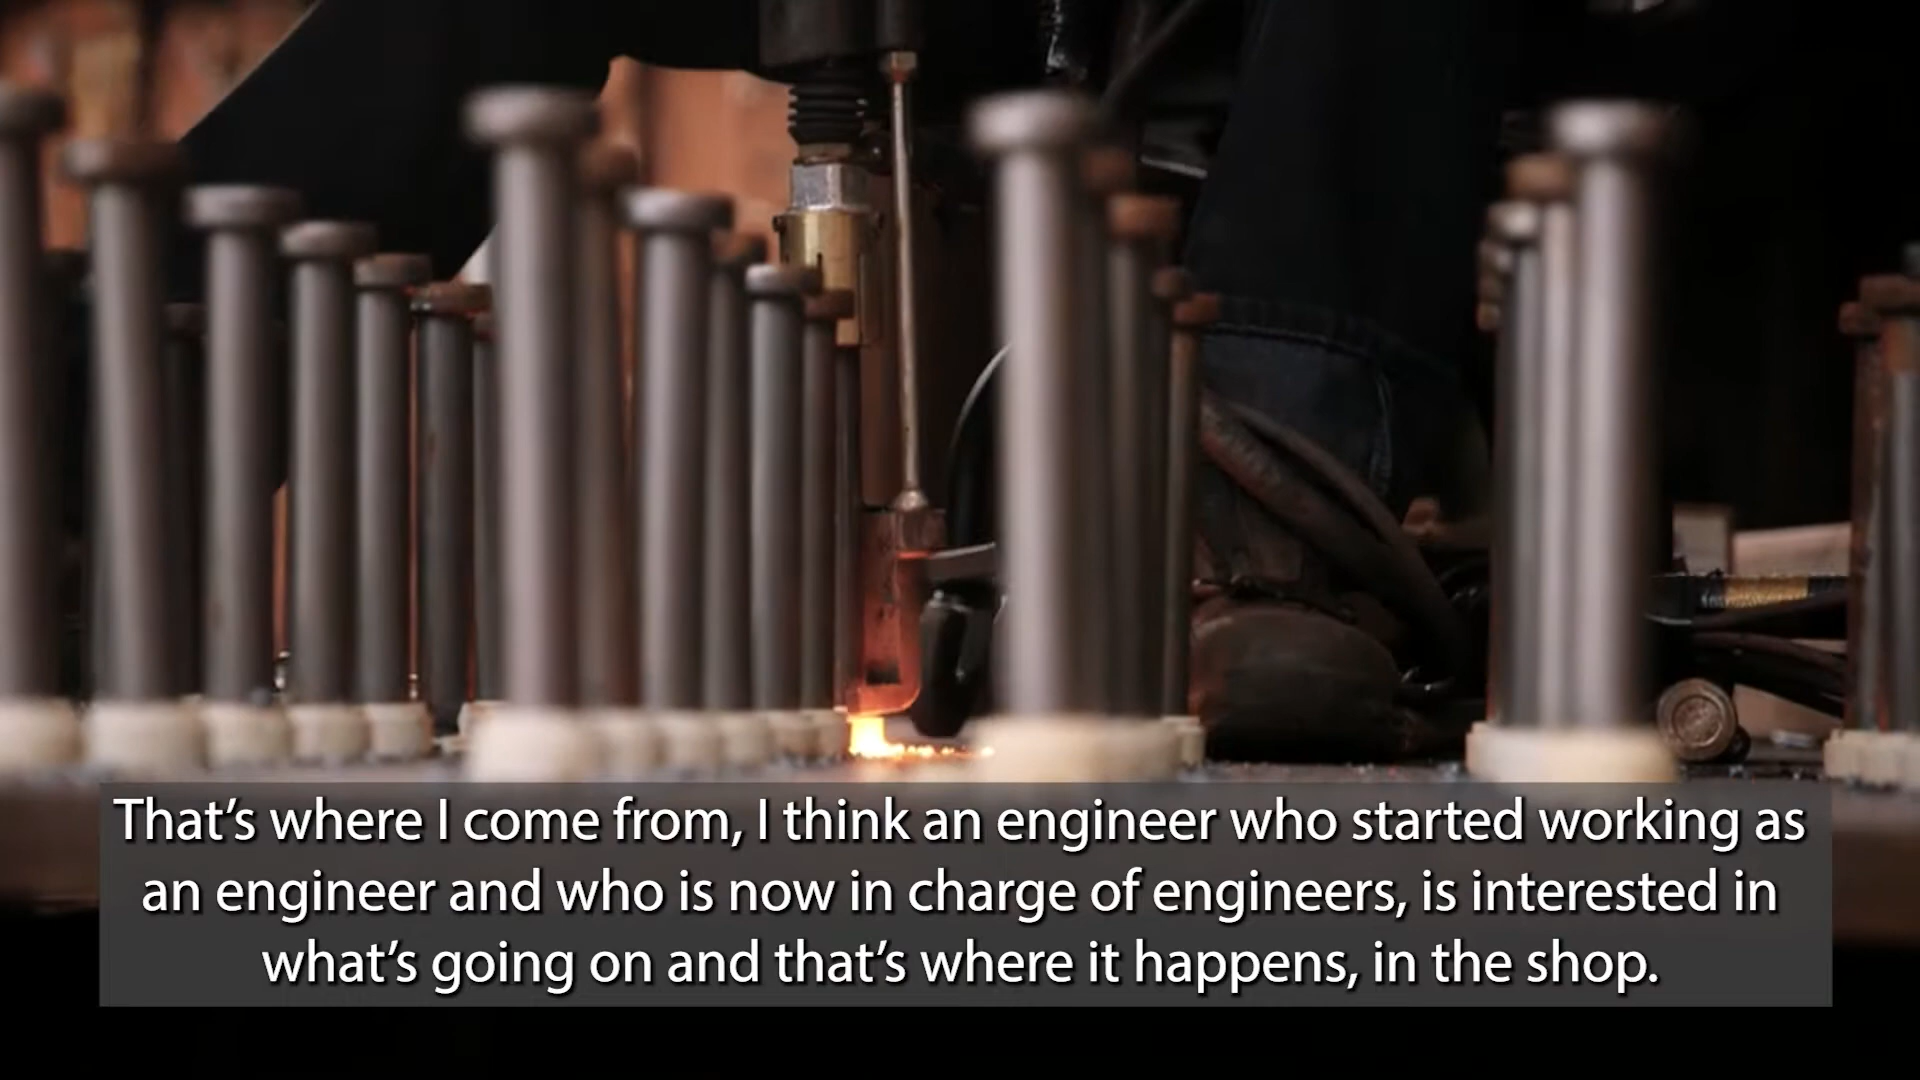 That’s where I come from, I think an engineer who started working as
an engineer and who is now in charge of engineers, is interested in
what’s going on and that’s where it happens, in the shop.